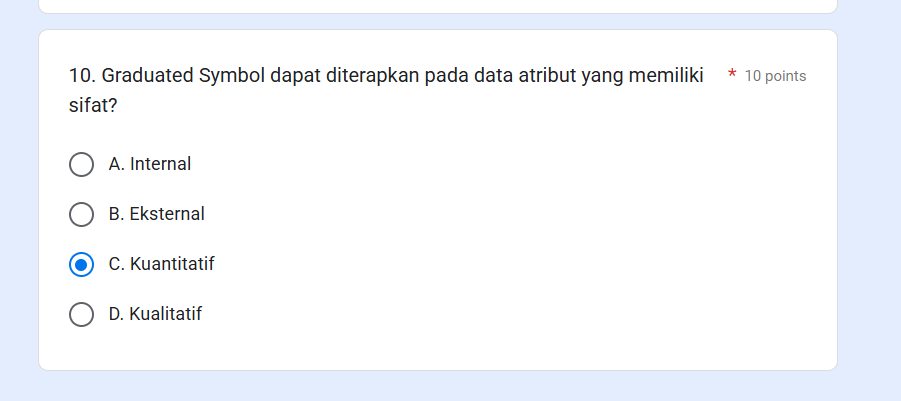 10. Graduated Symbol dapat diterapkan pada data atribut yang memiliki * 10 points
sifat?
A. Internal
B. Eksternal
C. Kuantitatif
D. Kualitatif